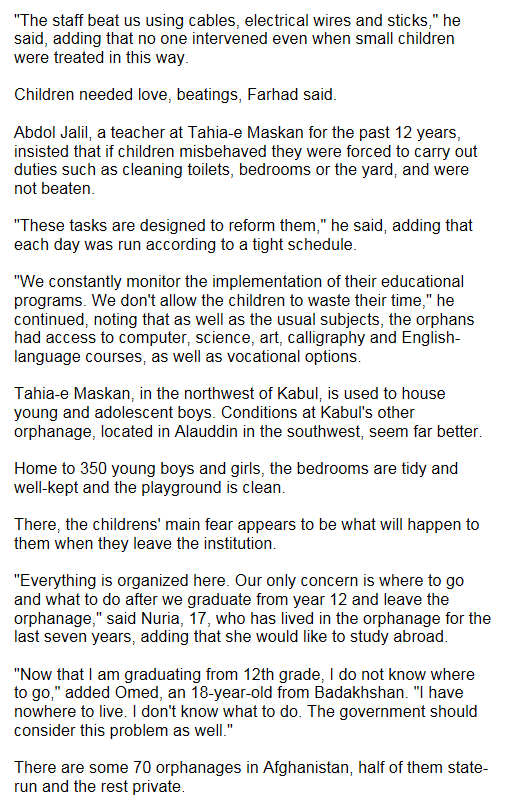 "The staff beat us using cables, electrical wires and sticks," he
said, adding that no one intervened even when small children
were treated in this way.
Children needed love, beatings, Farhad said.
Abdol Jalil, a teacher at Tahia-e Maskan for the past 12 years,
insisted that if children misbehaved they were forced to carry out
duties such as cleaning toilets, bedrooms or the yard, and were
not beaten.
"These tasks are designed to reform them," he said, adding that
each day was run according to a tight schedule.
"We constantly monitor the implementation of their educational
programs. We don't allow the children to waste their time," he
continued, noting that as well as the usual subjects, the orphans
had access to computer, science, art, calligraphy and English-
language courses, as well as vocational options.
Tahia-e Maskan, in the northwest of Kabul, is used to house
young and adolescent boys. Conditions at Kabul's other
orphanage, located in Alauddin in the southwest, seem far better.
Home to 350 young boys and girls, the bedrooms are tidy and
well-kept and the playground is clean.
There, the childrens' main fear appears to be what will happen to
them when they leave the institution.
"Everything is organized here. Our only concern is where to go
and what to do after we graduate from year 12 and leave the
orphanage," said Nuria, 17, who has lived in the orphanage for the
last seven years, adding that she would like to study abroad.
"Now that I am graduating from 12th grade, I do not know where
to go," added Omed, an 18-year-old from Badakhshan. "I have
nowhere to live. I don't know what to do. The government should
consider this problem as well."
There are some 70 orphanages in Afghanistan, half of them state-
run and the rest private.